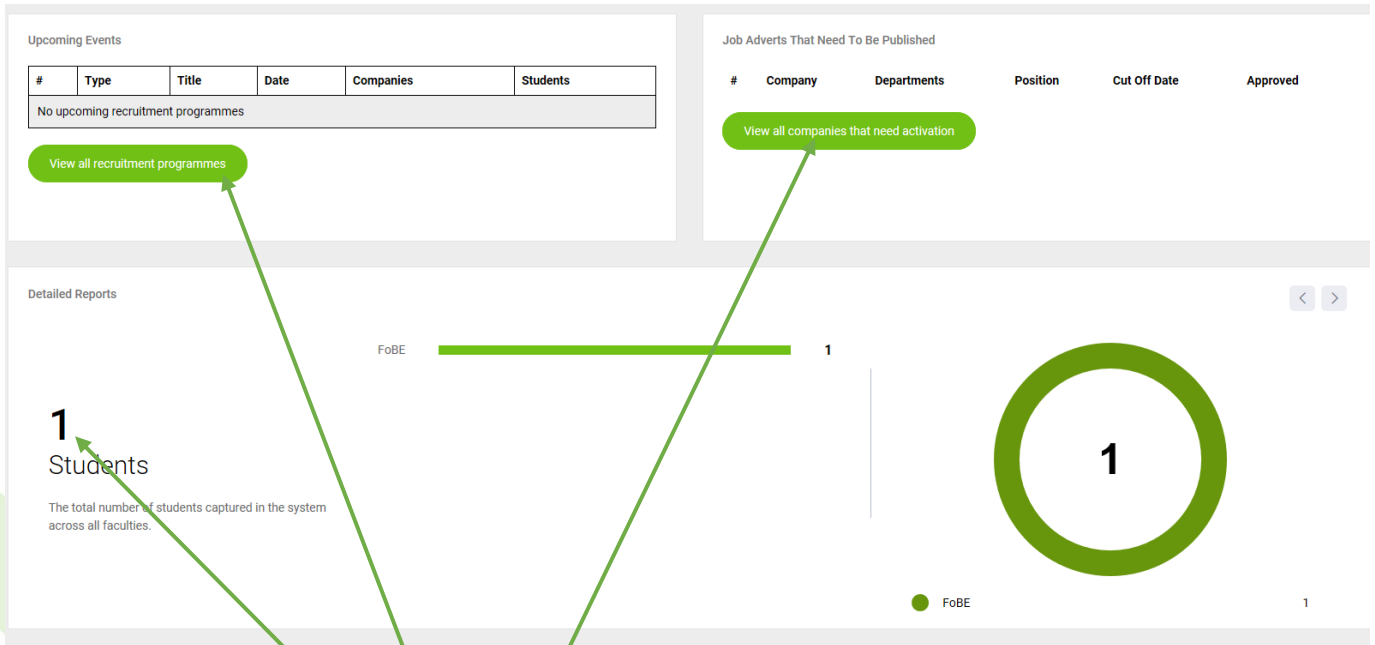 Upcoming Events
# Type Title Date Companies Students
No upcoming recruitment programmes
View all recruitment programmes
Job Adverts That Need To Be Published
# Company Departments Position Cut Off Date Approved
View all companies that need activation
Detailed Reports
FoBE 1
1
Students
The total number of students captured in the system
across all faculties.
1
FoBE 1